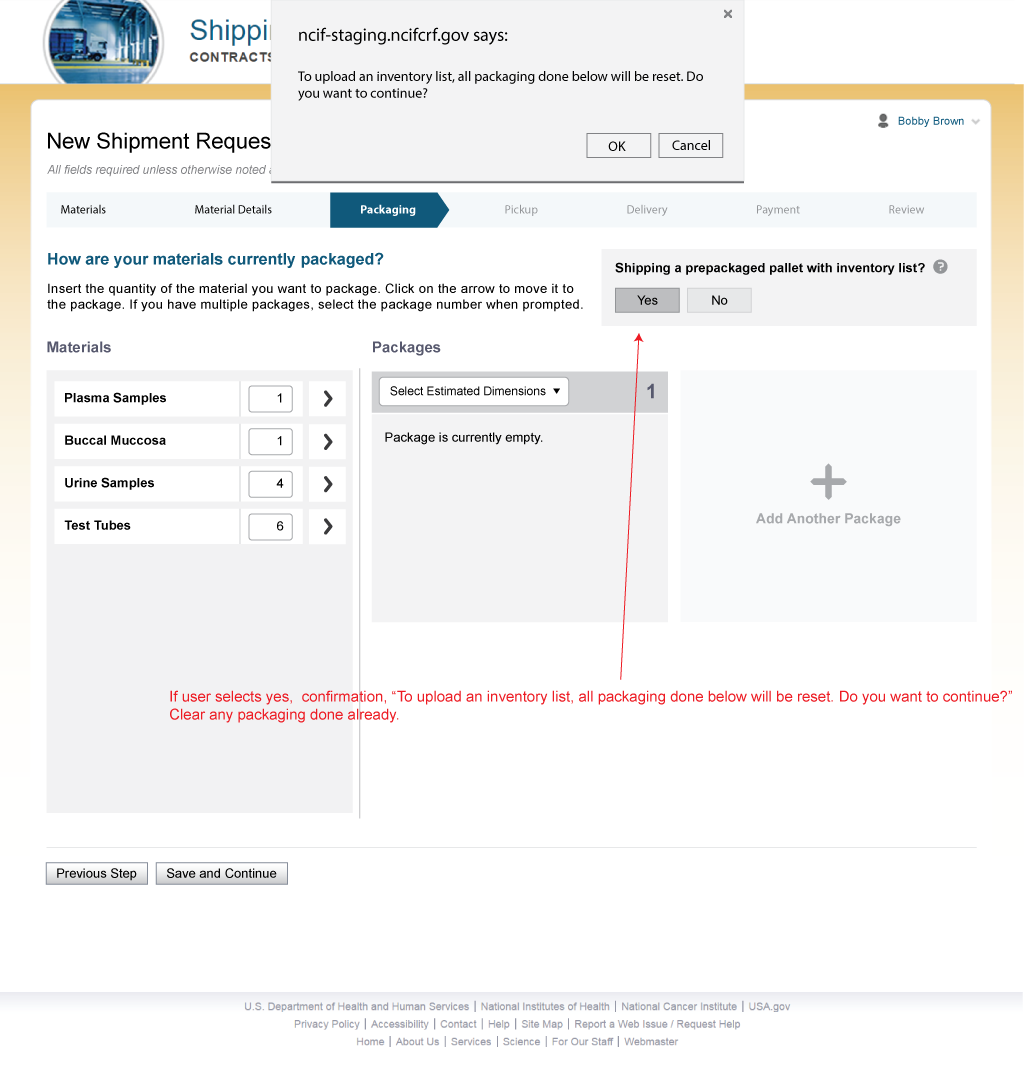 Shippi
CONTRACTS
ncif-staging.ncifcrf.gov says:
To upload an inventory list, all packaging done below will be reset. Do
you want to continue?
OK
Cancel
Bobby Brown
New Shipment Reques
All fields required unless otherwise noted
Materials
Material Details
Packaging
Pickup
Delivery
Payment
Review
How are your materials currently packaged?
Insert the quantity of the material you want to package. Click on the arrow to move it to
the package. If you have multiple packages, select the package number when prompted.
Shipping a prepackaged pallet with inventory list? ?
Yes
No
Materials
Packages
Plasma Samples 1
Buccal Muccosa 1
Urine Samples 4
Test Tubes 6
Select Estimated Dimensions
1
Package is currently empty.
Add Another Package
If user selects yes, confirmation, “To upload an inventory list, all packaging done below will be reset. Do you want to continue?”
Clear any packaging done already.
Previous Step
Save and Continue
U.S. Department of Health and Human Services | National Institutes of Health | National Cancer Institute | USA.gov
Privacy Policy | Accessibility | Contact | Help | Site Map | Report a Web Issue / Request Help
Home | About Us | Services | Science | For Our Staff | Webmaster